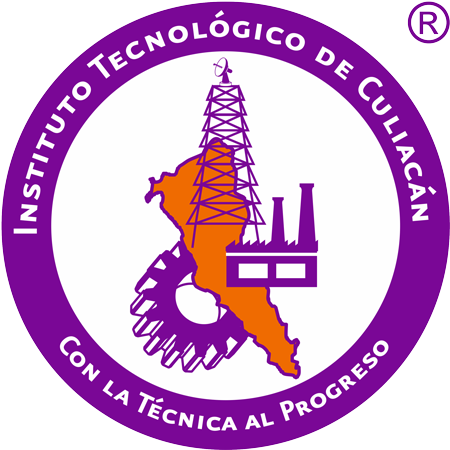 Instituto Tecnológico de Culiacán
Con la Técnica al Progreso
®